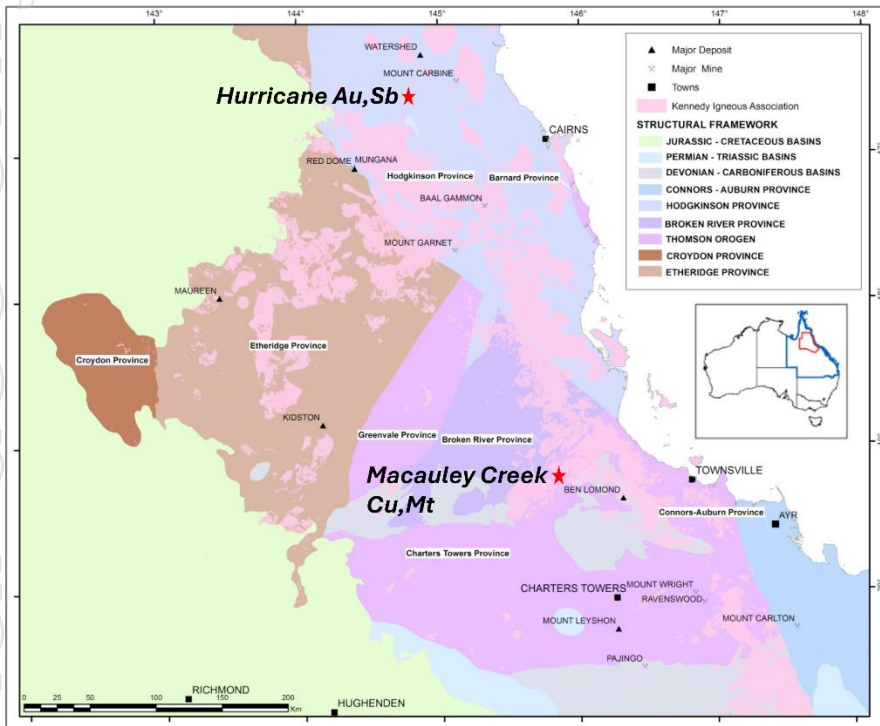 143°
144°
145°
146°
147°
148°
WATERSHED
MOUNT CARBINE
Hurricane Au,Sb
CAIRNS
RED DOME
MUNGANA
Hodgkinson Province
Barnard Province
BAAL GAMMON
MOUNT GARNET
MAUREEN
Croydon Province
Etheridge Province
KIDSTON
Greenvale Province
Broken River Province
Macauley Creek
Cu,Mt
BEN LOMOND
TOWNSVILLE
Connors-Auburn Province
AYR
Charters Towers Province
CHARTERS TOWERS
MOUNT WRIGHT
RAVENSWOOD
MOUNT LEYSHON
MOUNT CARLTON
PAJINGO
RICHMOND
HUGHENDEN
0 25 50 100 150 200
Km
Major Deposit
Major Mine
Towns
Kennedy Igneous Association
STRUCTURAL FRAMEWORK
JURASSIC - CRETACEOUS BASINS
PERMIAN - TRIASSIC BASINS
DEVONIAN - CARBONIFEROUS BASINS
CONNORS - AUBURN PROVINCE
HODGKINSON PROVINCE
BROKEN RIVER PROVINCE
THOMSON OROGEN
CROYDON PROVINCE
ETHERIDGE PROVINCE